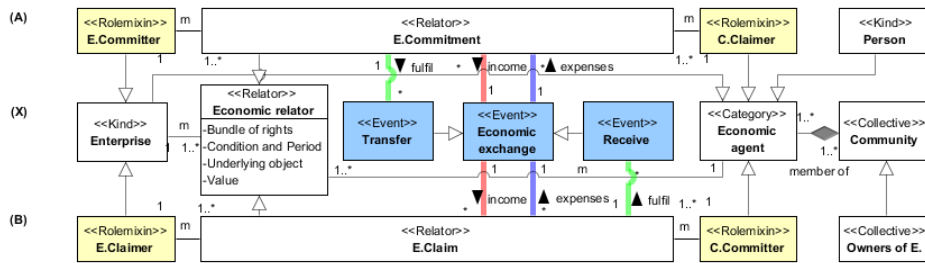 (A)
<<Rolemixin>>
E.Committer
m
<<Relator>>
E.Commitment
m
<<Rolemixin>>
C.Claimer
<<Kind>>
Person
1
1..*
1
fulfil
*
income
*
expenses
1..*
1
1
*
1
1
1
(X)
<<Kind>>
Enterprise
m
1..*
<<Relator>>
Economic relator
-Bundle of rights
-Condition and Period
-Underlying object
-Value
<<Event>>
Transfer
<<Event>>
Economic
exchange
<<Event>>
Receive
<<Category>>
Economic
agent
1..*
1..*
<<Collective>>
Community
member of
1..*
1
1
m
*
1
1
1..*
*
income
*
expenses
1
fulfil
1..*
1
(B)
<<Rolemixin>>
E.Claimer
m
<<Relator>>
E.Claim
m
<<Rolemixin>>
C.Committer
<<Collective>>
Owners of E.